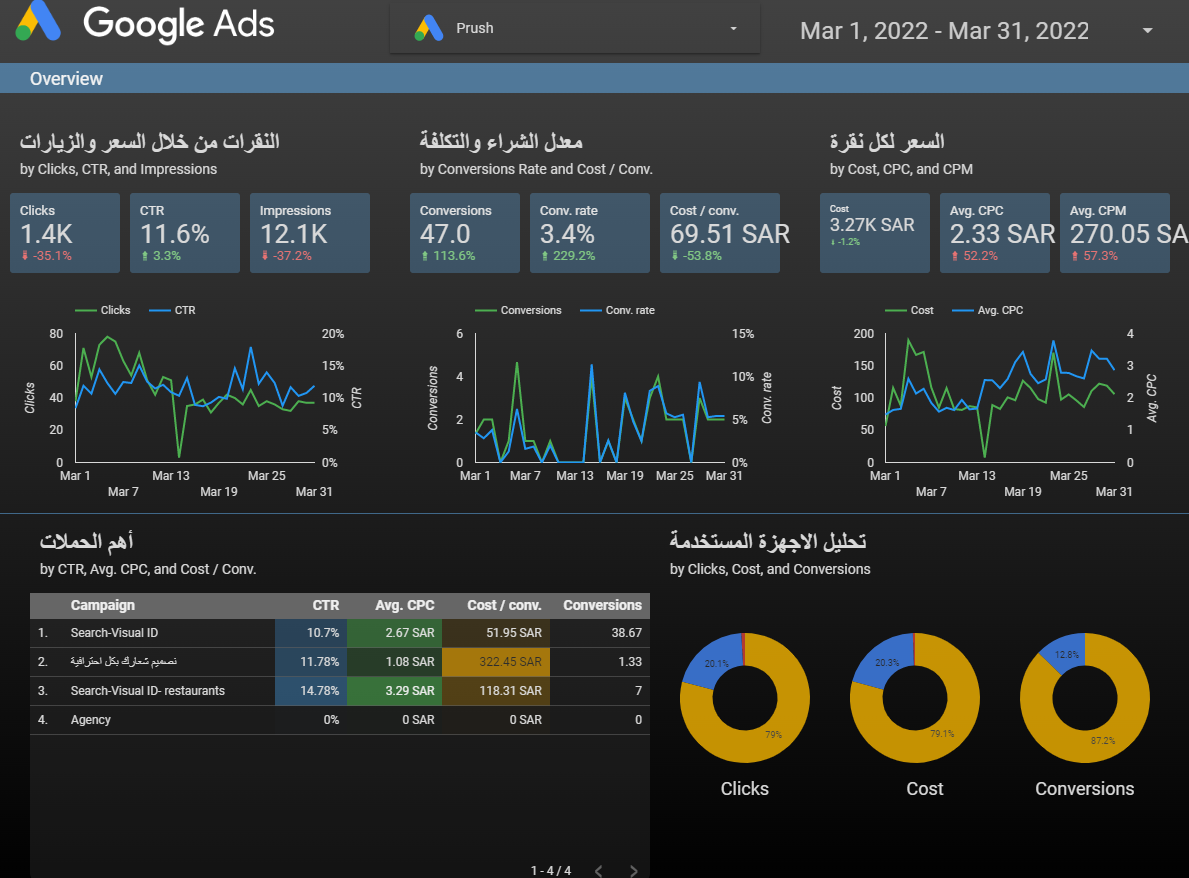 Google Ads
Prush
Mar 1, 2022 - Mar 31, 2022
Overview
النقرات من خلال السعر والزيارات
by Clicks, CTR, and Impressions
معدل الشراء والتكلفة
by Conversions Rate and Cost / Conv.
السعر لكل نقرة
by Cost, CPC, and CPM
Clicks
1.4K
-35.1%
CTR
11.6%
3.3%
Impressions
12.1K
-37.2%
Conversions
47.0
113.6%
Conv. rate
3.4%
229.2%
Cost / conv.
69.51 SAR
-53.8%
Cost
3.27K SAR
-1.2%
Avg. CPC
2.33 SAR
52.2%
Avg. CPM
270.05 SA
57.3%
Clicks CTR
80 20%
60 15%
40 10%
20 5%
0 0%
Clicks
CTR
Mar 1 Mar 13 Mar 25
Mar 7 Mar 19 Mar 31
Conversions Conv. rate
6 15%
4 10%
2 5%
0 0%
Conversions
Conv. rate
Mar 1 Mar 7 Mar 13 Mar 19 Mar 25 Mar 31
Cost Avg. CPC
200 4
150 3
100 2
50 1
0 0
Cost
Avg. CPC
Mar 1 Mar 13 Mar 25
Mar 7 Mar 19 Mar 31
أهم الحملات
by CTR, Avg. CPC, and Cost / Conv.
Campaign CTR Avg. CPC Cost / conv. Conversions
1. Search-Visual ID 10.7% 2.67 SAR 51.95 SAR 38.67
2. تصميم شعارك بكل احترافية 11.78% 1.08 SAR 322.45 SAR 1.33
3. Search-Visual ID- restaurants 14.78% 3.29 SAR 118.31 SAR 7
4. Agency 0% 0 SAR 0 SAR 0
1 - 4 / 4
تحليل الاجهزة المستخدمة
by Clicks, Cost, and Conversions
20.1%
79%
Clicks
20.3%
79.1%
Cost
12.8%
87.2%
Conversions